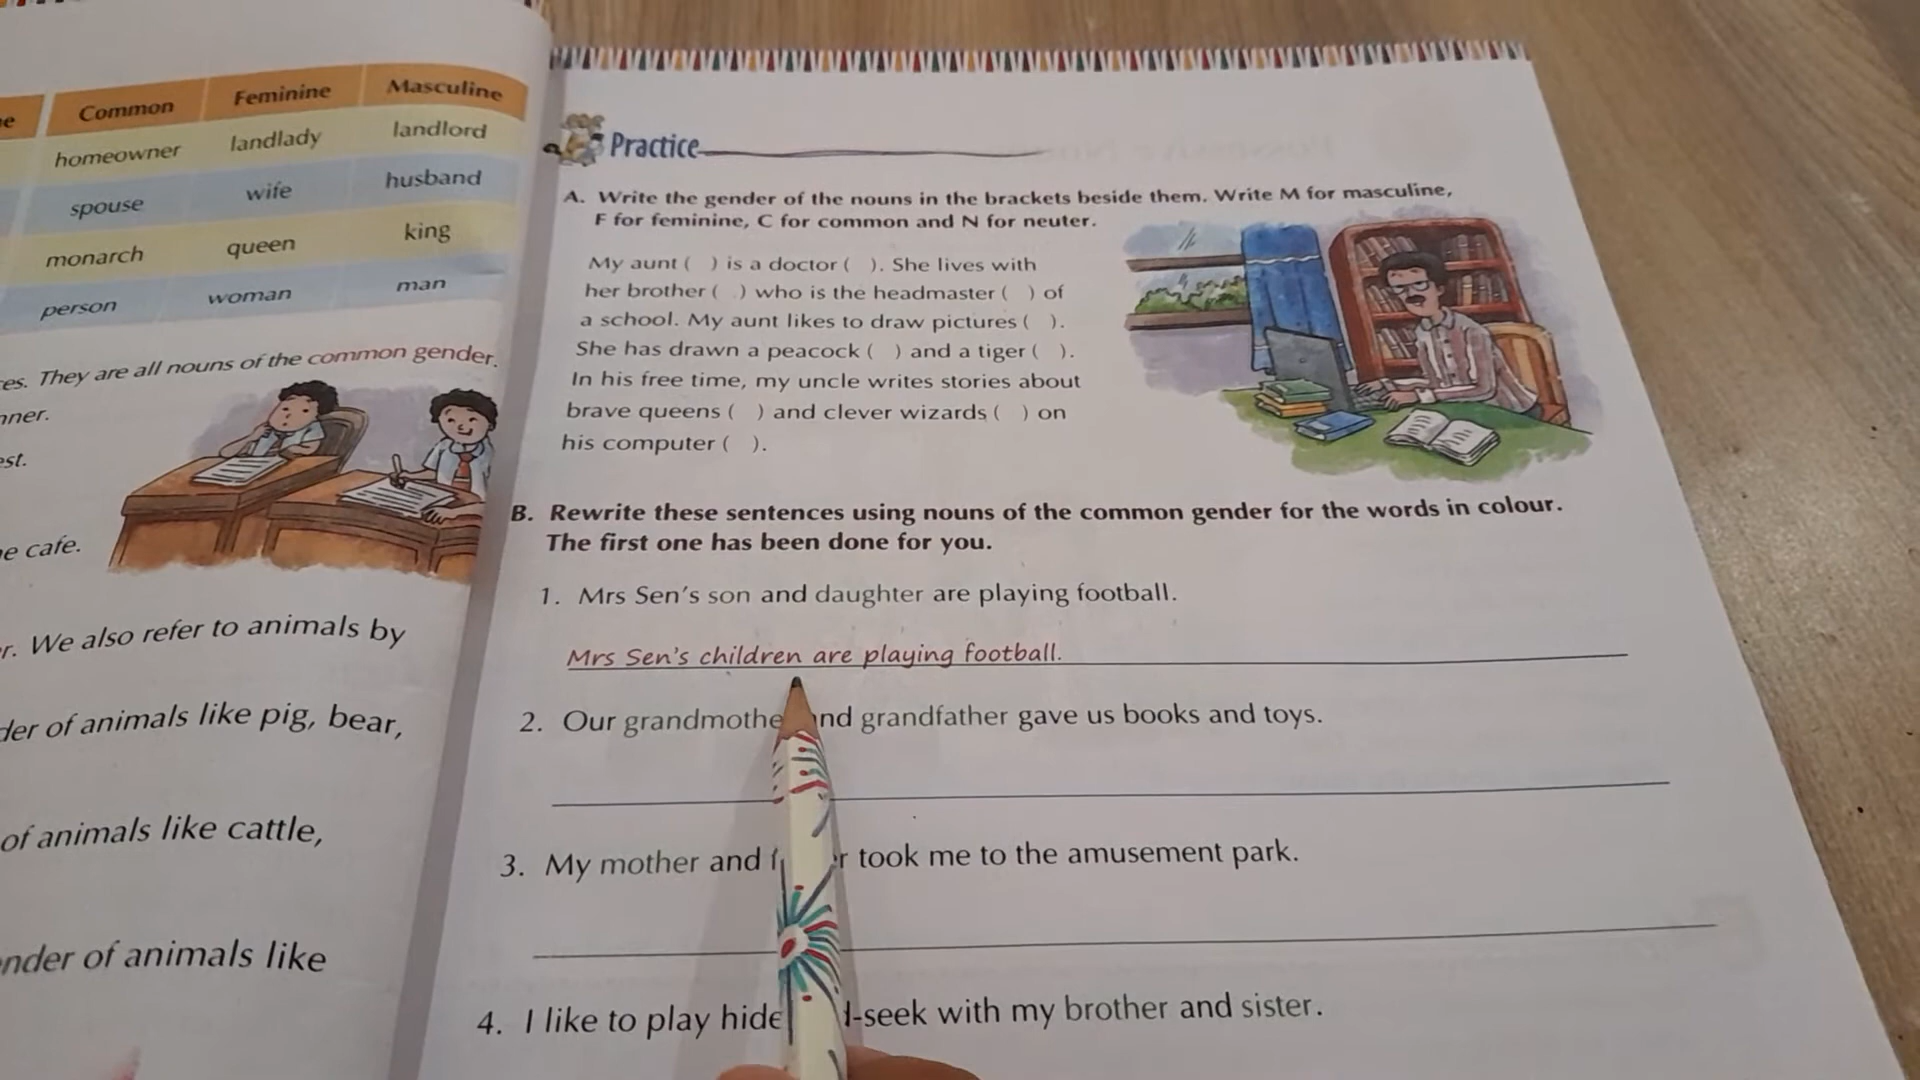 Common Feminine Masculine
homeowner landlady landlord
spouse wife husband
monarch queen king
person woman man
They are all nouns of the common gender.
cafe.
We also refer to animals by
of animals like pig, bear,
of animals like cattle,
of animals like
Practice
A. Write the gender of the nouns in the brackets beside them. Write M for masculine,
F for feminine, C for common and N for neuter.
My aunt ( ) is a doctor ( ). She lives with
her brother ( ) who is the headmaster ( ) of
a school. My aunt likes to draw pictures ( ).
She has drawn a peacock ( ) and a tiger ( ).
In his free time, my uncle writes stories about
brave queens ( ) and clever wizards ( ) on
his computer ( ).
B. Rewrite these sentences using nouns of the common gender for the words in colour.
The first one has been done for you.
1. Mrs Sen's son and daughter are playing football.
Mrs Sen's children are playing football.
2. Our and grandfather gave us books and toys.
3. My mother and took me to the amusement park.
4. I like to play with my brother and sister.